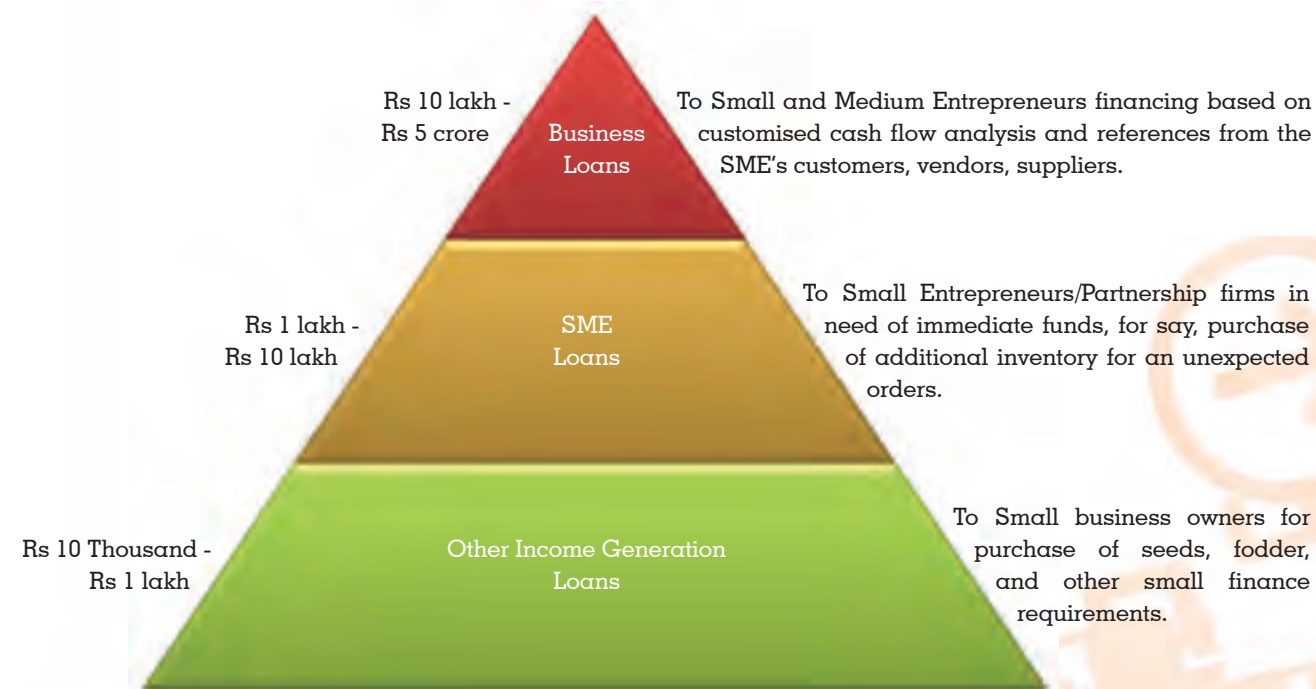 Rs 10 lakh -
Rs 5 crore
Business
Loans
To Small and Medium Entrepreneurs financing based on
customised cash flow analysis and references from the
SME's customers, vendors, suppliers.
Rs 1 lakh -
Rs 10 lakh
SME
Loans
To Small Entrepreneurs/Partnership firms in
need of immediate funds, for say, purchase
of additional inventory for an unexpected
orders.
Rs 10 Thousand -
Rs 1 lakh
Other Income Generation
Loans
To Small business owners for
purchase of seeds, fodder,
and other small finance
requirements.